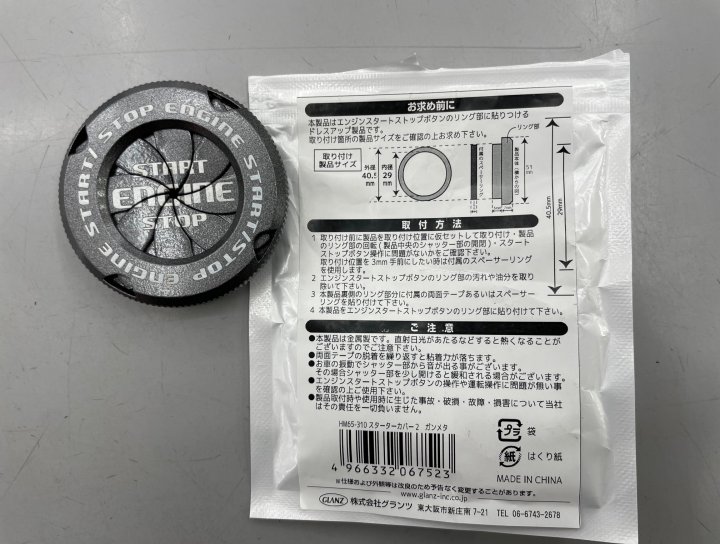 START/STOP ENGINE START/STOP ENGINE START/STOP ENGINE
START
ENGINE
STOP
お求め前に
本製品はエンジンスタートストップボタンのリング部に貼りつける
ドレスアップ製品です。
取り付け箇所の製品サイズをご確認の上お求め下さい。
リング部
取り付け
製品サイズ
外径
40.5
mm
内径
29
mm
付属のスペーサーリング
51
mm
40.5mm
29mm
取付方法
1 取り付け前に製品を取り付け位置に仮セットして取り付け・製品
のリング部の回転(製品中央のシャッター部の開閉)・スタート
ストップボタン操作に問題がないかをご確認下さい。
取り付け位置を3mm手前にしたい時は付属のスペーサーリング
を使用します。
2 エンジンスタートストップボタンのリング部の汚れや油分を取り
除いて下さい。
3 本製品裏側のリング部分に付属の両面テープあるいはスペーサー
リングを貼り付けて下さい。
4 本製品をエンジンスタートストップボタンのリング部に貼り付けて下さい。
ご注意
●本製品は金属製です。直射日光があたるなどすると熱くなることが
ございますのでご注意下さい。
●両面テープの脱着を繰り返すと粘着力が落ちます。
●お車の振動でシャッター部から音が出る事がございます。
その場合シャッター部を少し開けると緩和される場合がございます。
●エンジンスタートストップボタンの操作や運転操作に問題が無い事
を確認の上ご使用下さい。
●製品取付時や使用時に生じた事故・破損・故障・損害について当社
はその責任を一切負いません。
HM65-310 スターターカバー2 ガンメタ
4 966332 067523
プラ 袋
紙 はくり紙
MADE IN CHINA
※仕様および外観等は改良のため予告なく変更することがあります。
www.glanz-inc.co.jp
GLANZ 株式会社グランツ 東大阪市新庄南7-21 TEL 06-6743-2678